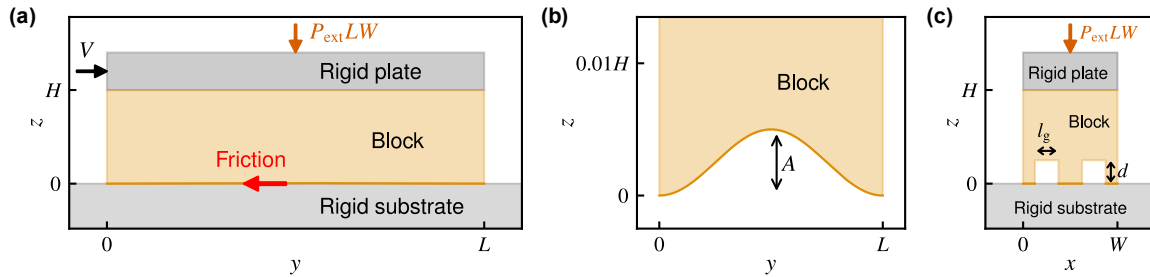 (a)
P_ext LW
V
Rigid plate
H
z
Block
Friction
0
Rigid substrate
0
L
y
(b)
0.01H
Block
z
A
0
0
L
y
(c)
P_ext LW
Rigid plate
H
l_g
Block
z
d
0
Rigid substrate
0
W
x